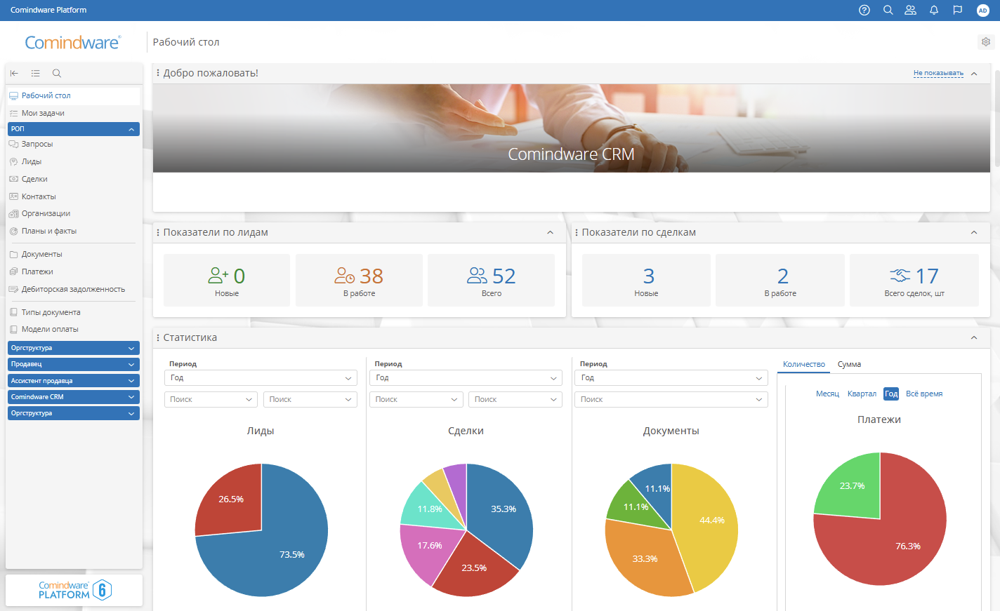 Comindware Platform
AD
Comindware®
Рабочий стол
Рабочий стол
Мои задачи
РОП
Запросы
Лиды
Сделки
Контакты
Организации
Планы и факты
Документы
Платежи
Дебиторская задолженность
Типы документа
Модели оплаты
Оргструктура
Продавец
Ассистент продавца
Comindware CRM
Оргструктура
Comindware
PLATFORM 6
Добро пожаловать!
Не показывать
Comindware CRM
Показатели по лидам
0
Новые
38
В работе
52
Всего
Показатели по сделкам
3
Новые
2
В работе
17
Всего сделок, шт
Статистика
Период
Год
Поиск
Поиск
Лиды
26.5%
73.5%
Период
Год
Поиск
Поиск
Сделки
35.3%
11.8%
17.6%
23.5%
Период
Год
Поиск
Документы
11.1%
11.1%
44.4%
33.3%
Количество Сумма
Месяц Квартал Год Всё время
Платежи
23.7%
76.3%